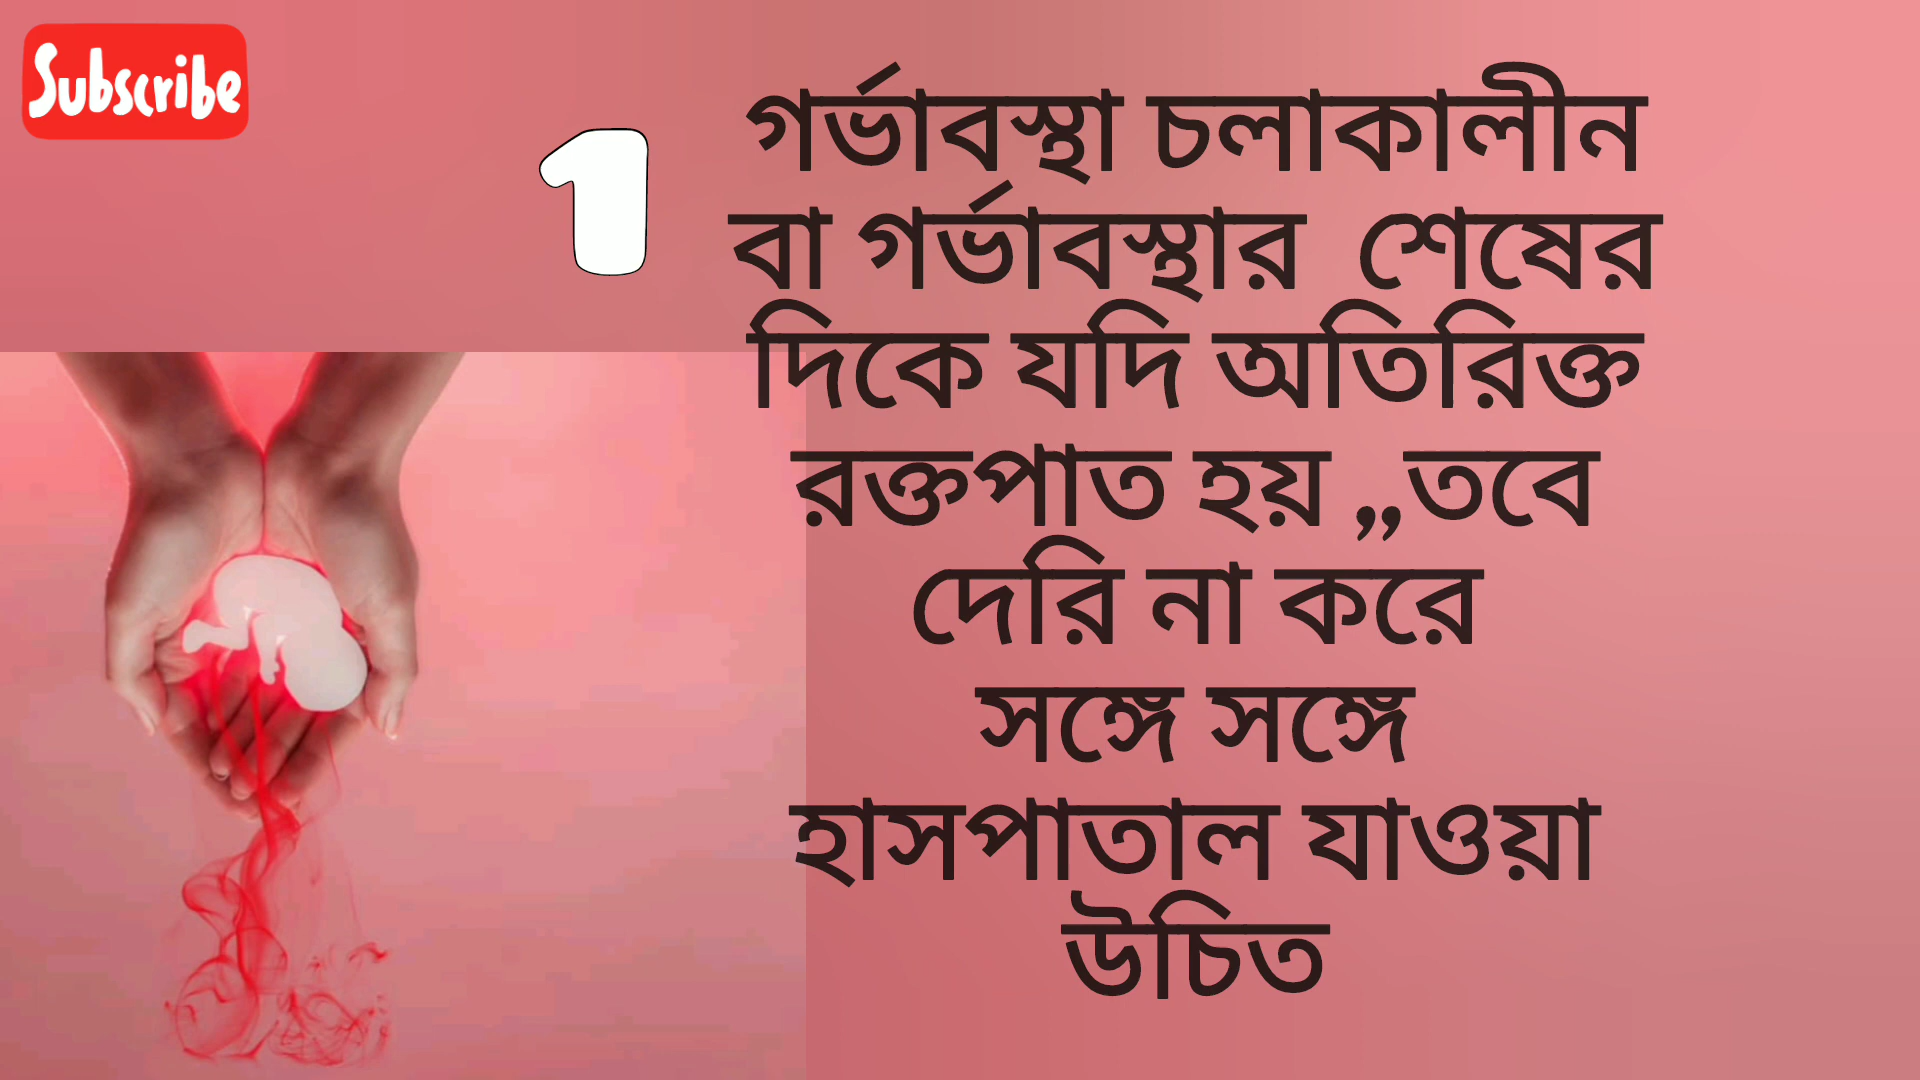 Subscribe
1
গর্ভাবস্থা চলাকালীন
বা গর্ভাবস্থার শেষের
দিকে যদি অতিরিক্ত
রক্তপাত হয় ,,তবে
দেরি না করে
সঙ্গে সঙ্গে
হাসপাতাল যাওয়া
উচিত